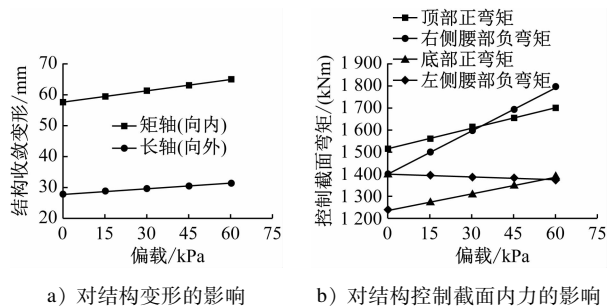 结构收敛变形/mm
70
60
50
40
30
20
矩轴(向内)
长轴(向外)
0 15 30 45 60 75
偏载/kPa
a）对结构变形的影响
顶部正弯矩
右侧腰部负弯矩
底部正弯矩
左侧腰部负弯矩
控制截面弯矩/(kNm)
1 900
1 800
1 700
1 600
1 500
1 400
1 300
1 200
0 15 30 45 60 75
偏载/kPa
b）对结构控制截面内力的影响